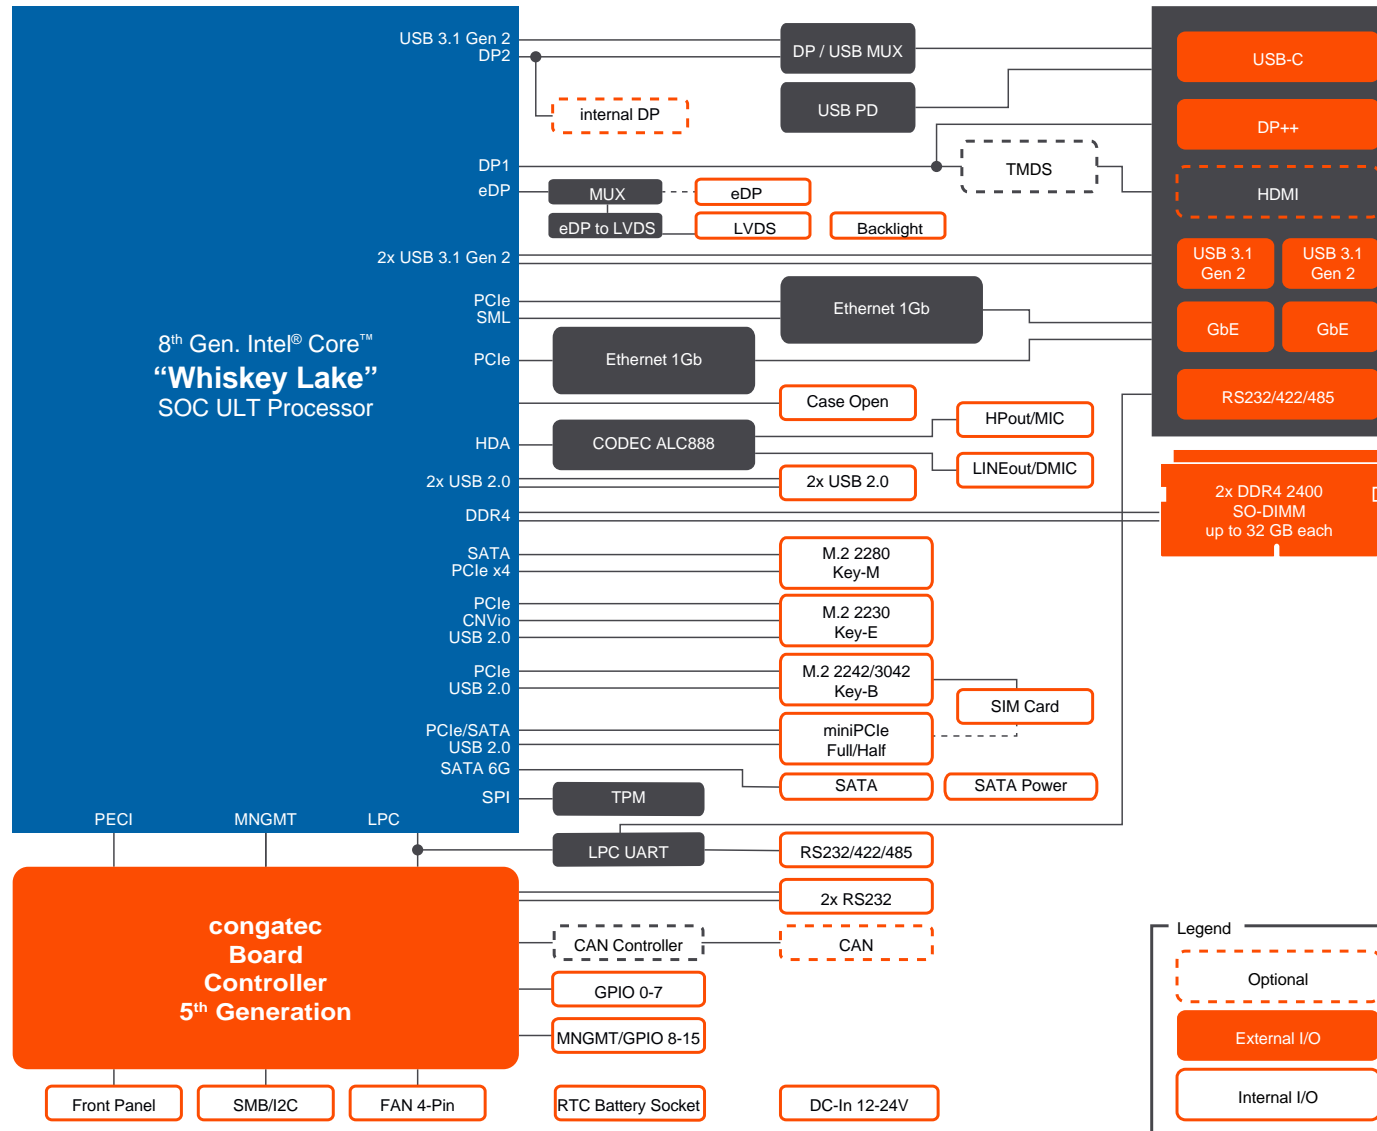 USB 3.1 Gen 2
DP2
DP / USB MUX
USB-C
internal DP
USB PD
DP++
DP1
TMDS
eDP
MUX
eDP
HDMI
eDP to LVDS
LVDS
Backlight
2x USB 3.1 Gen 2
USB 3.1
Gen 2
USB 3.1
Gen 2
PCIe
SML
Ethernet 1Gb
GbE
GbE
8th Gen. Intel® Core™
"Whiskey Lake"
SOC ULT Processor
PCIe
Ethernet 1Gb
Case Open
RS232/422/485
HDA
CODEC ALC888
HPout/MIC
LINEout/DMIC
2x USB 2.0
2x USB 2.0
DDR4
2x DDR4 2400
SO-DIMM
up to 32 GB each
SATA
PCIe x4
M.2 2280
Key-M
PCIe
CNVio
USB 2.0
M.2 2230
Key-E
PCIe
USB 2.0
M.2 2242/3042
Key-B
SIM Card
PCIe/SATA
USB 2.0
miniPCIe
Full/Half
SATA 6G
SATA
SATA Power
SPI
TPM
PECI
MNGMT
LPC
LPC UART
RS232/422/485
2x RS232
congatec
Board
Controller
5th Generation
CAN Controller
CAN
GPIO 0-7
MNGMT/GPIO 8-15
Front Panel
SMB/I2C
FAN 4-Pin
RTC Battery Socket
DC-In 12-24V
Legend
Optional
External I/O
Internal I/O